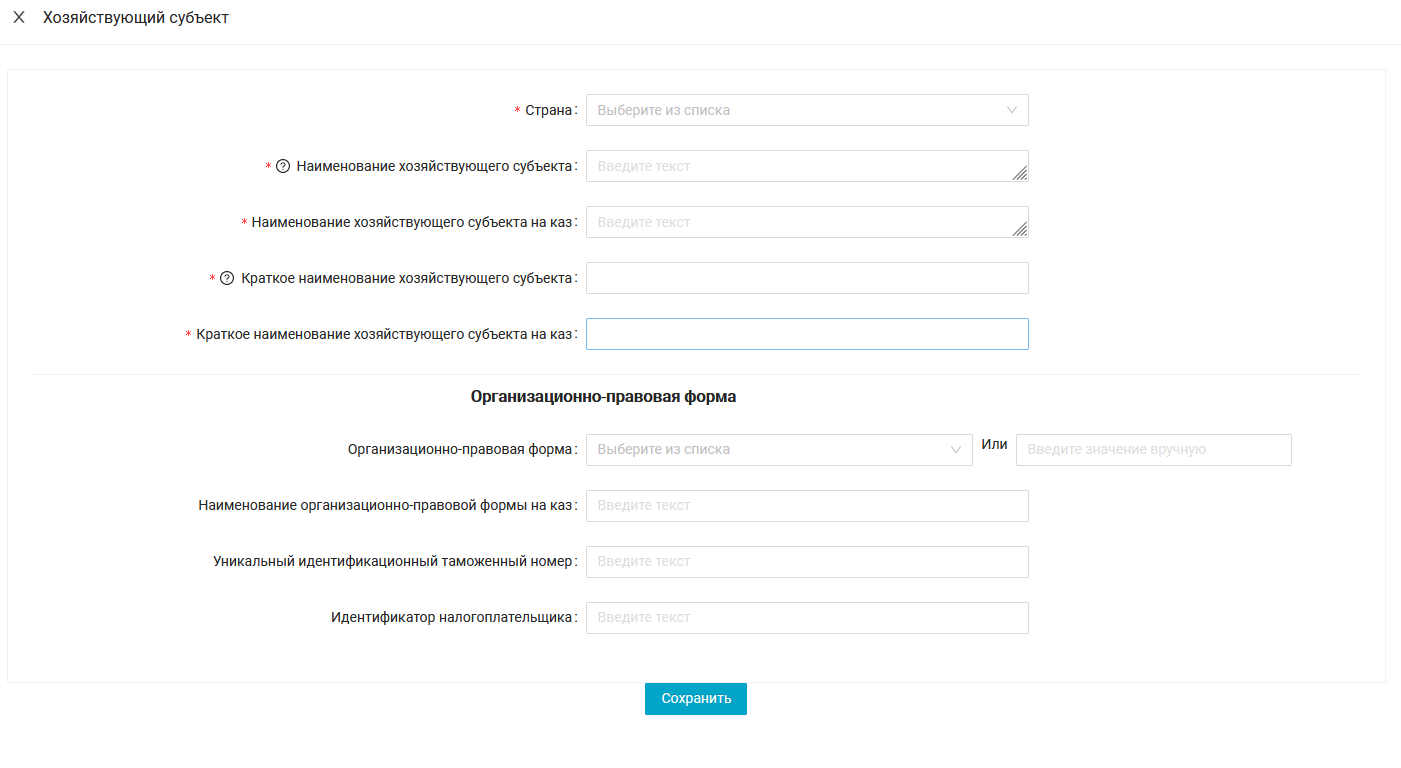 Хозяйствующий субъект
* Страна: Выберите из списка
* Наименование хозяйствующего субъекта: Введите текст
* Наименование хозяйствующего субъекта на каз: Введите текст
* Краткое наименование хозяйствующего субъекта:
* Краткое наименование хозяйствующего субъекта на каз:
Организационно-правовая форма
Организационно-правовая форма: Выберите из списка Или Введите значение вручную
Наименование организационно-правовой формы на каз: Введите текст
Уникальный идентификационный таможенный номер: Введите текст
Идентификатор налогоплательщика: Введите текст
Сохранить